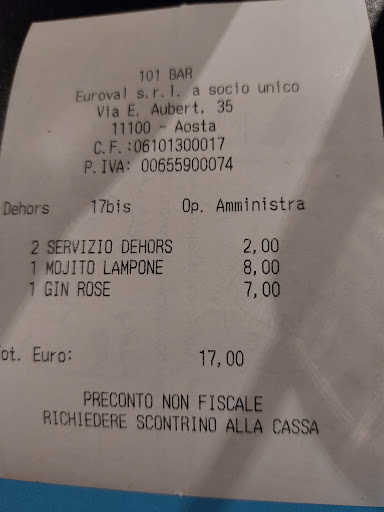 101 BAR
Euroval s.r.l. a socio unico
Via E. Aubert, 35
11100 - Aosta
C.F.:06101300017
P.IVA: 00655900074
Dehors 17bis Op. Amministra
2 SERVIZIO DEHORS 2,00
1 MOJITO LAMPONE 8,00
1 GIN ROSE 7,00
ot. Euro: 17,00
PRECONTO NON FISCALE
RICHIEDERE SCONTRINO ALLA CASSA